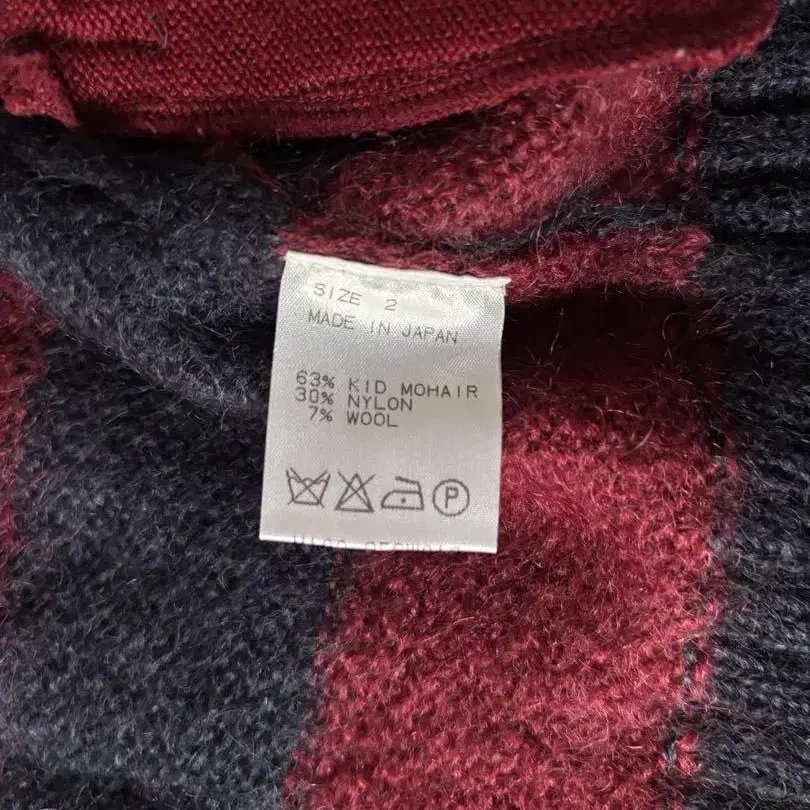 SIZE 2
MADE IN JAPAN
63% KID MOHAIR
30% NYLON
7% WOOL
P